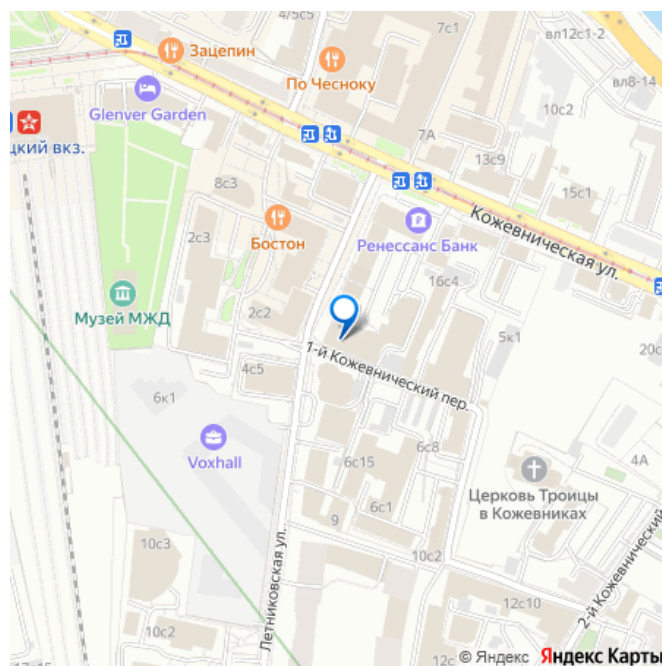 4/5с5
7с1
вл12с1-2
Зацепин
По Чесноку
вл8-14
Glenver Garden
10с2
7А
цкий вкз.
13с9
8с3
15с1
Бостон
Ренессанс Банк
Кожевническая ул.
2с3
16с4
Музей МЖД
2с2
5к1
20с
1-й Кожевнический пер.
4с5
6к1
Voxhall
6с8
4А
6с15
Церковь Троицы
в Кожевниках
6с1
9
Летниковская ул.
10с3
10с2
2-й Кожевнический
12с10
10с2
© Яндекс Яндекс Карты